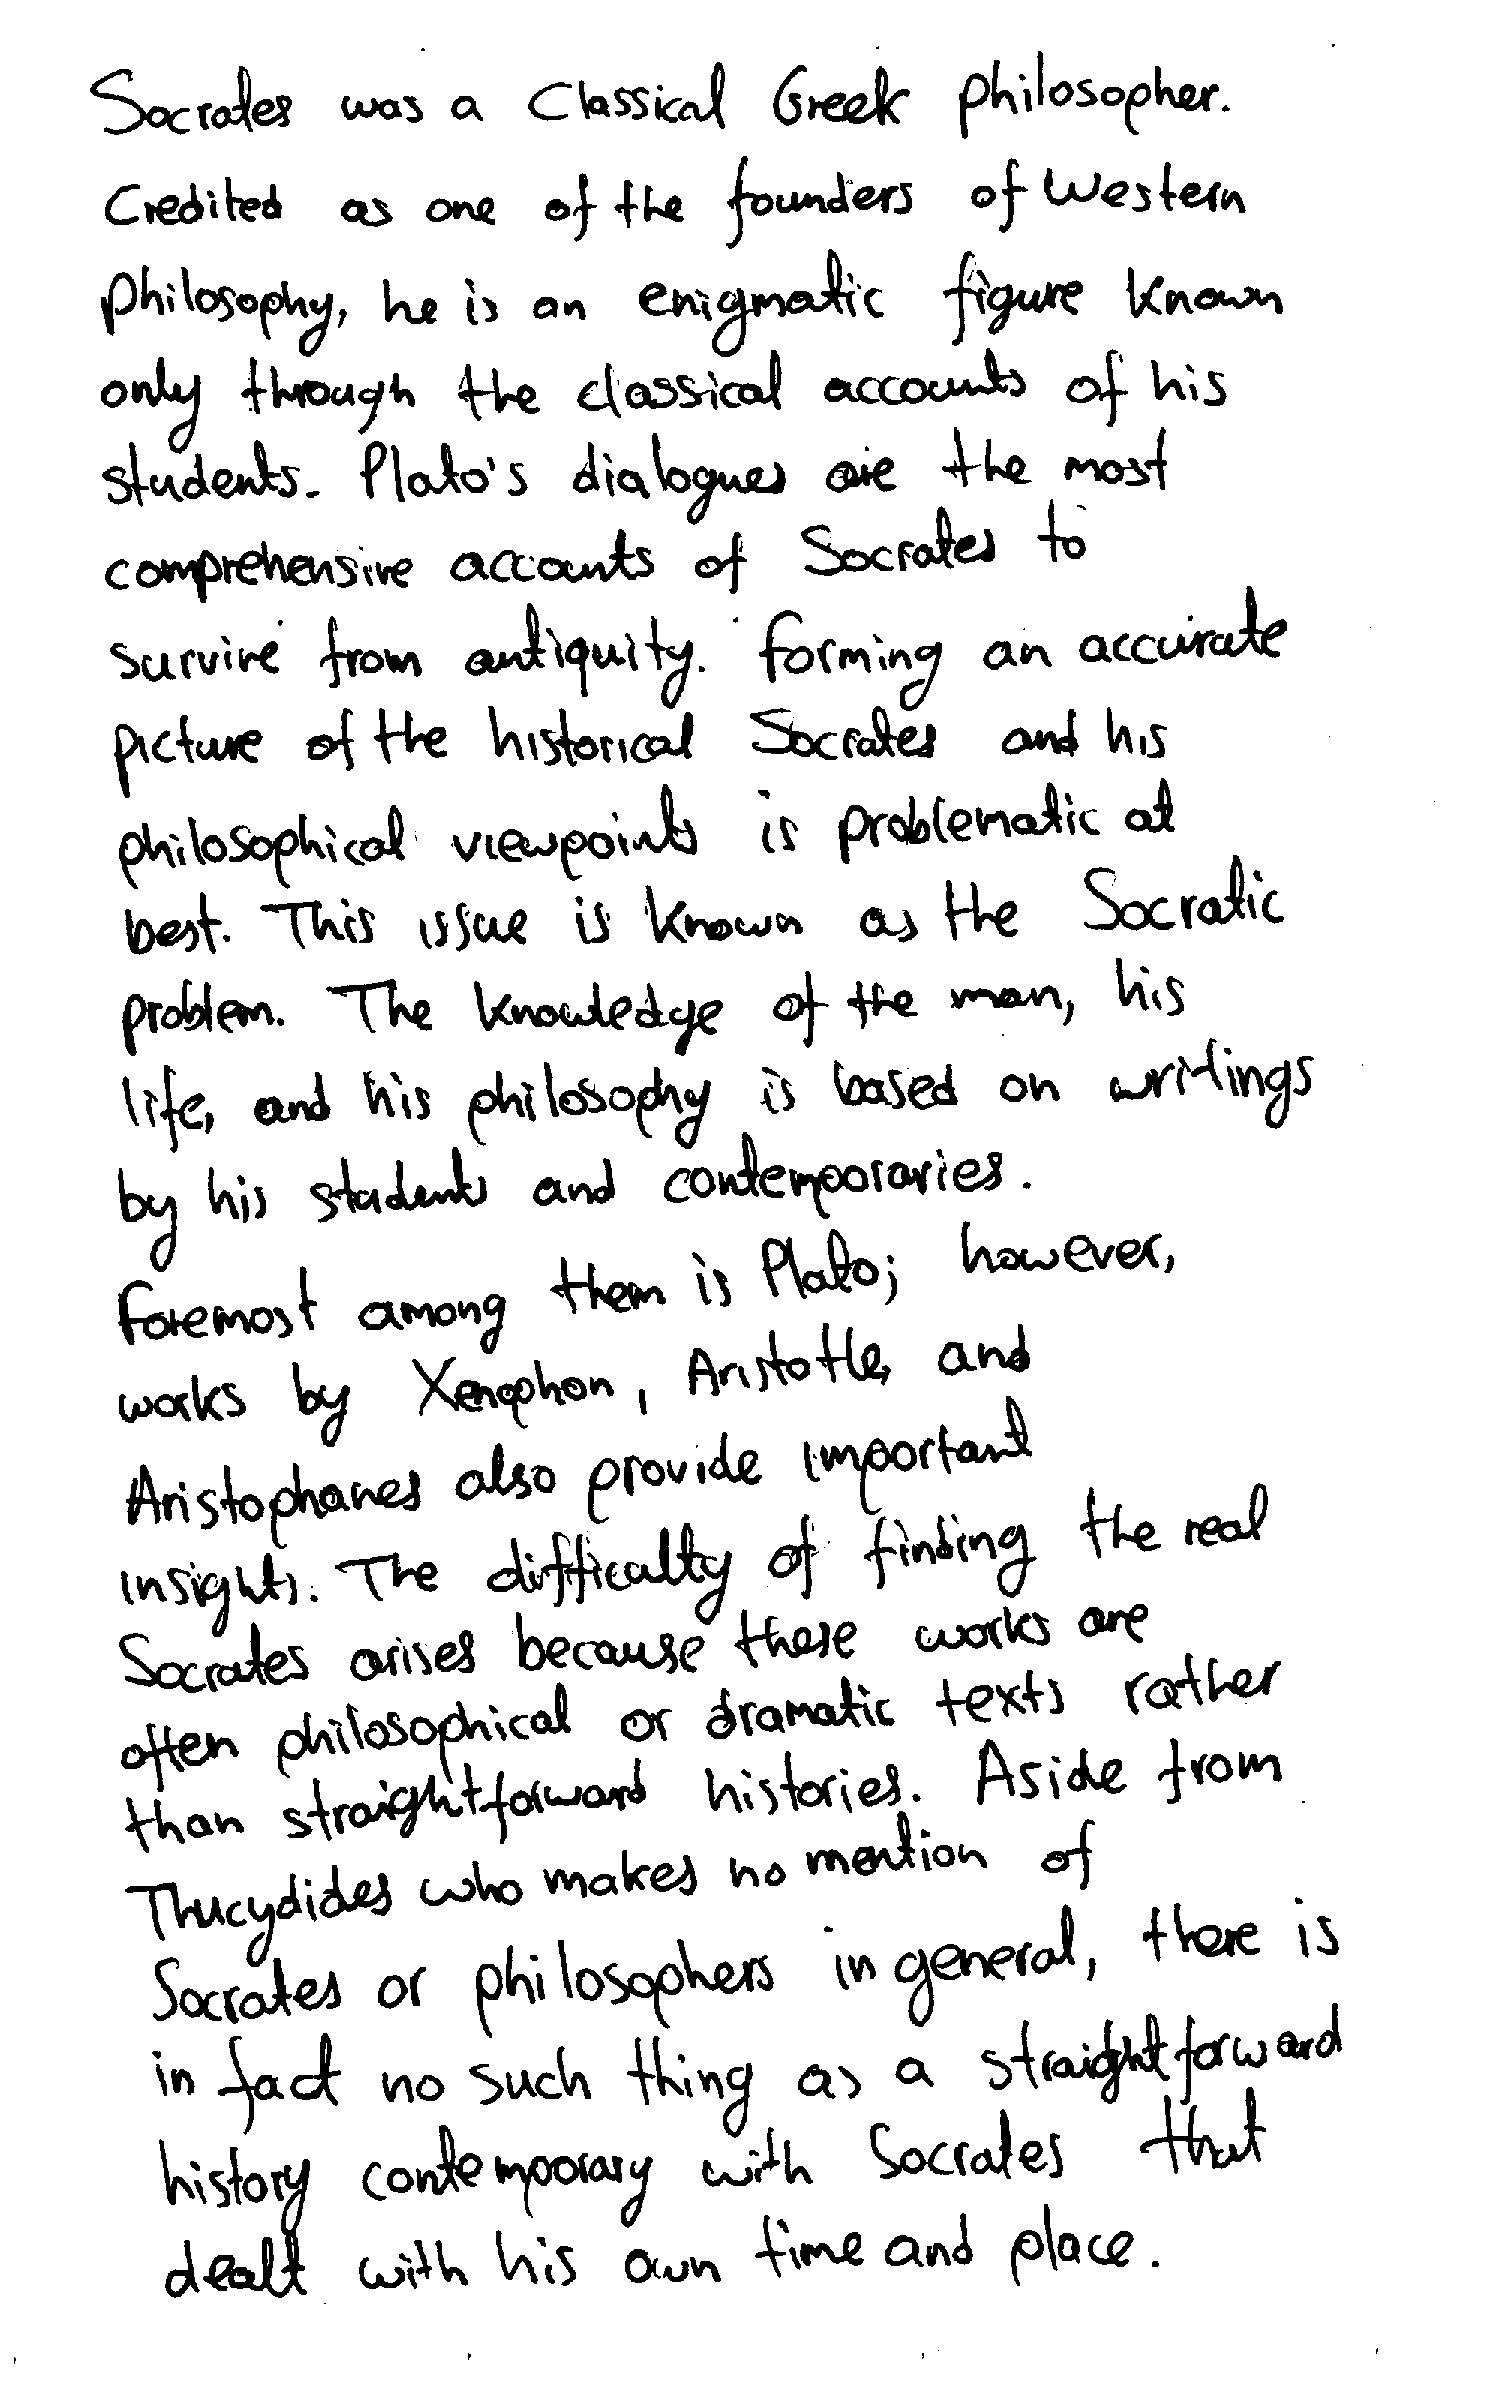 Socrates was a Classical Greek philosopher.
Credited as one of the founders of Western
philosophy, he is an enigmatic figure known
only through the classical accounts of his
students. Plato's dialogues are the most
comprehensive accounts of Socrates to
survive from antiquity. Forming an accurate
picture of the historical Socrates and his
philosophical viewpoints is problematic at
best. This issue is known as the Socratic
problem. The knowledge of the man, his
life, and his philosophy is based on writings
by his students and contemporaries.
Foremost among them is Plato; however,
works by Xenophon, Aristotle, and
Aristophanes also provide important
insights. The difficulty of finding the real
Socrates arises because these works are
often philosophical or dramatic texts rather
than straightforward histories. Aside from
Thucydides who makes no mention of
Socrates or philosophers in general, there is
in fact no such thing as a straightforward
history contemporary with Socrates that
dealt with his own time and place.